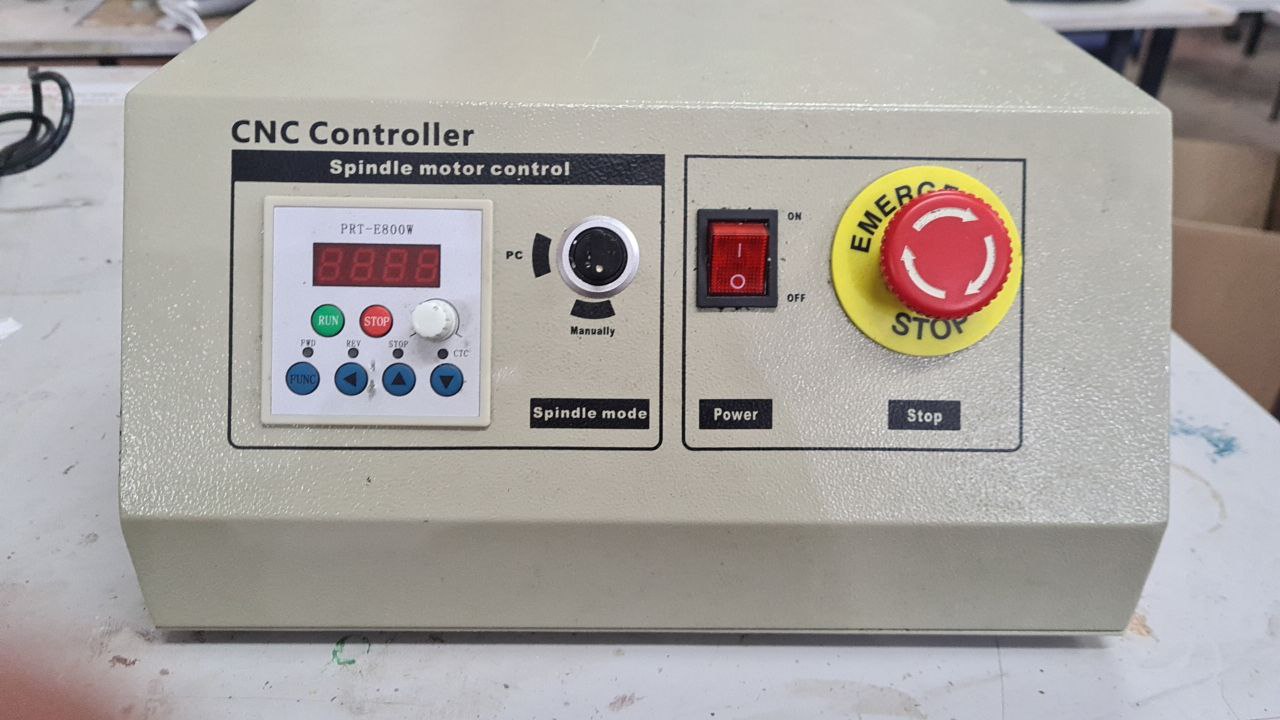 CNC Controller
Spindle motor control
PRT-E800W
RUN
STOP
FWD
REV
STOP
CTC
FUNC
PC
Manually
Spindle mode
ON
I
O
OFF
STOP
Power
Stop